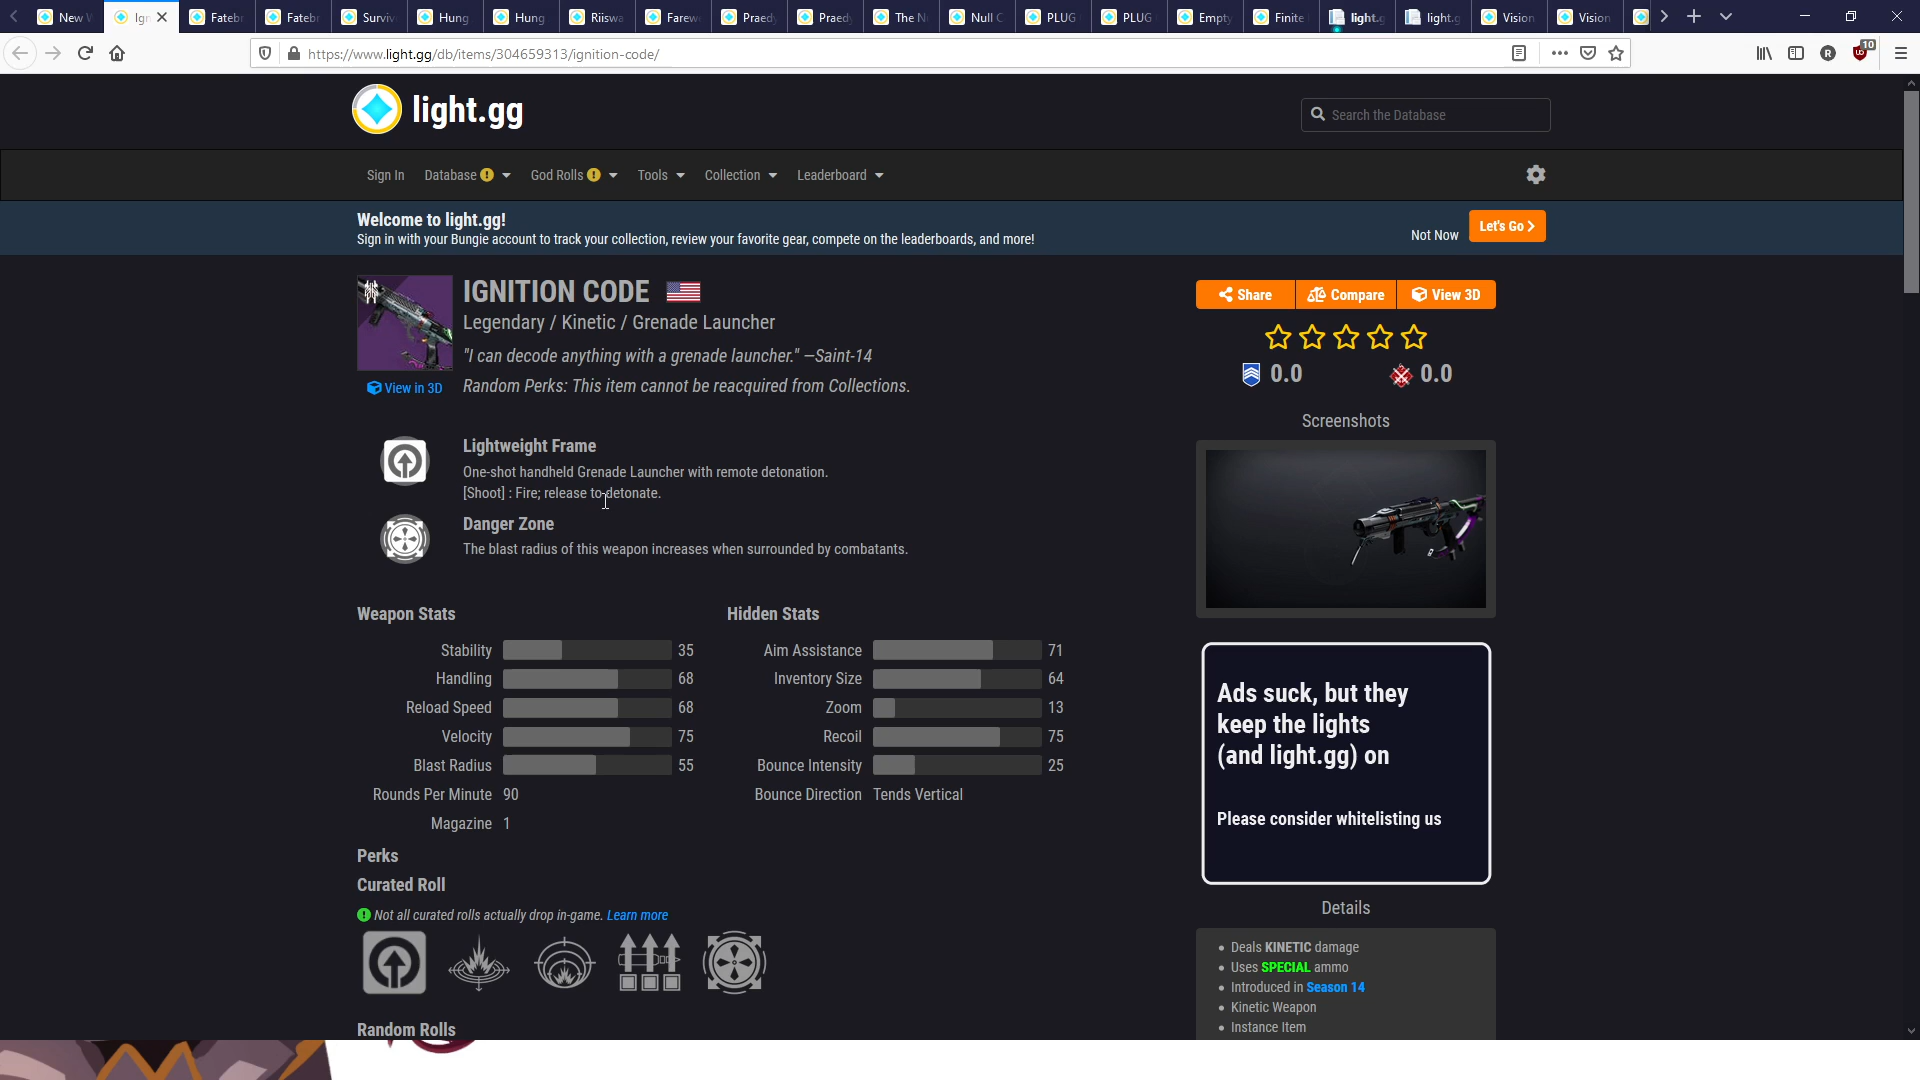 New
Ign
Fateb
Fateb
Surviv
Hung
Hung
Riiswa
Farew
Praed
Praedy
The N
Null C
PLUG
PLUG
Empty
Finite
light.g
light.g
Vision
Vision
https://www.light.gg/db/items/304659313/ignition-code/
10
light.gg
Search the Database
Sign In
Database
God Rolls
Tools
Collection
Leaderboard
Welcome to light.gg!
Sign in with your Bungie account to track your collection, review your favorite gear, compete on the leaderboards, and more!
Not Now
Let's Go
IGNITION CODE
Legendary / Kinetic / Grenade Launcher
"I can decode anything with a grenade launcher." —Saint-14
View in 3D
Random Perks: This item cannot be reacquired from Collections.
Share
Compare
View 3D
0.0
0.0
Lightweight Frame
One-shot handheld Grenade Launcher with remote detonation.
[Shoot] : Fire; release to detonate.
Danger Zone
The blast radius of this weapon increases when surrounded by combatants.
Screenshots
Weapon Stats
Stability 35
Handling 68
Reload Speed 68
Velocity 75
Blast Radius 55
Rounds Per Minute 90
Magazine 1
Hidden Stats
Aim Assistance 71
Inventory Size 64
Zoom 13
Recoil 75
Bounce Intensity 25
Bounce Direction Tends Vertical
Ads suck, but they
keep the lights
(and light.gg) on
Please consider whitelisting us
Perks
Curated Roll
Not all curated rolls actually drop in-game. Learn more
Random Rolls
Details
Deals KINETIC damage
Uses SPECIAL ammo
Introduced in Season 14
Kinetic Weapon
Instance Item